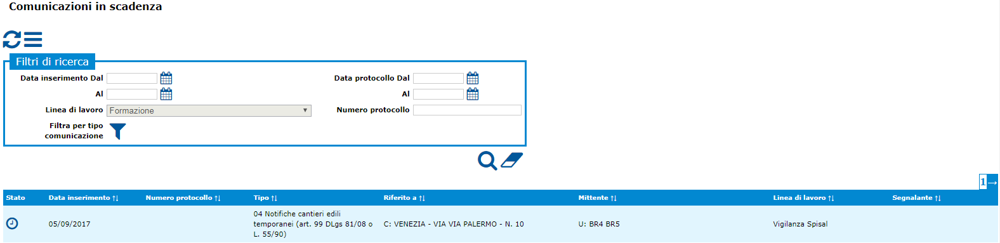 Comunicazioni in scadenza
Filtri di ricerca
Data inserimento Dal
Data protocollo Dal
Al
Al
Linea di lavoro
Formazione
Numero protocollo
Filtra per tipo
comunicazione
1→
Stato Data inserimento ↑↓ Numero protocollo ↑↓ Tipo ↑↓ Riferito a ↑↓ Mittente ↑↓ Linea di lavoro ↑↓ Segnalante ↑↓
05/09/2017
04 Notifiche cantieri edili
temporanei (art. 99 DLgs 81/08 o
L. 55/90)
C: VENEZIA - VIA VIA PALERMO - N. 10
U: BR4 BR5
Vigilanza Spisal